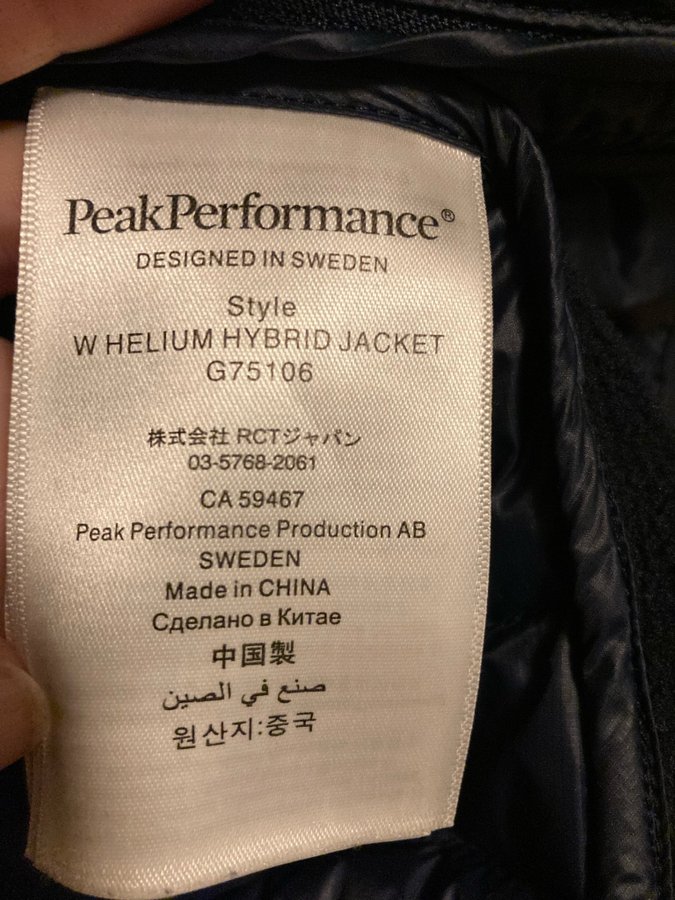 PeakPerformance®
DESIGNED IN SWEDEN
Style
W HELIUM HYBRID JACKET
G75106
株式会社 RCTジャパン
03-5768-2061
CA 59467
Peak Performance Production AB
SWEDEN
Made in CHINA
Сделано в Китае
中国製
صنع في الصين
원산지:중국